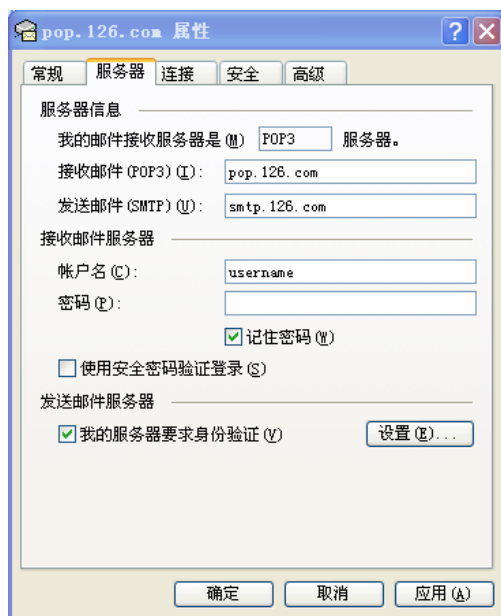 pop.126.com 属性
常规 服务器 连接 安全 高级
服务器信息
我的邮件接收服务器是(M) POP3 服务器。
接收邮件(POP3)(I): pop.126.com
发送邮件(SMTP)(U): smtp.126.com
接收邮件服务器
帐户名(C): username
密码(P):
记住密码(W)
使用安全密码验证登录(S)
发送邮件服务器
我的服务器要求身份验证(V) 设置(E)...
确定 取消 应用(A)